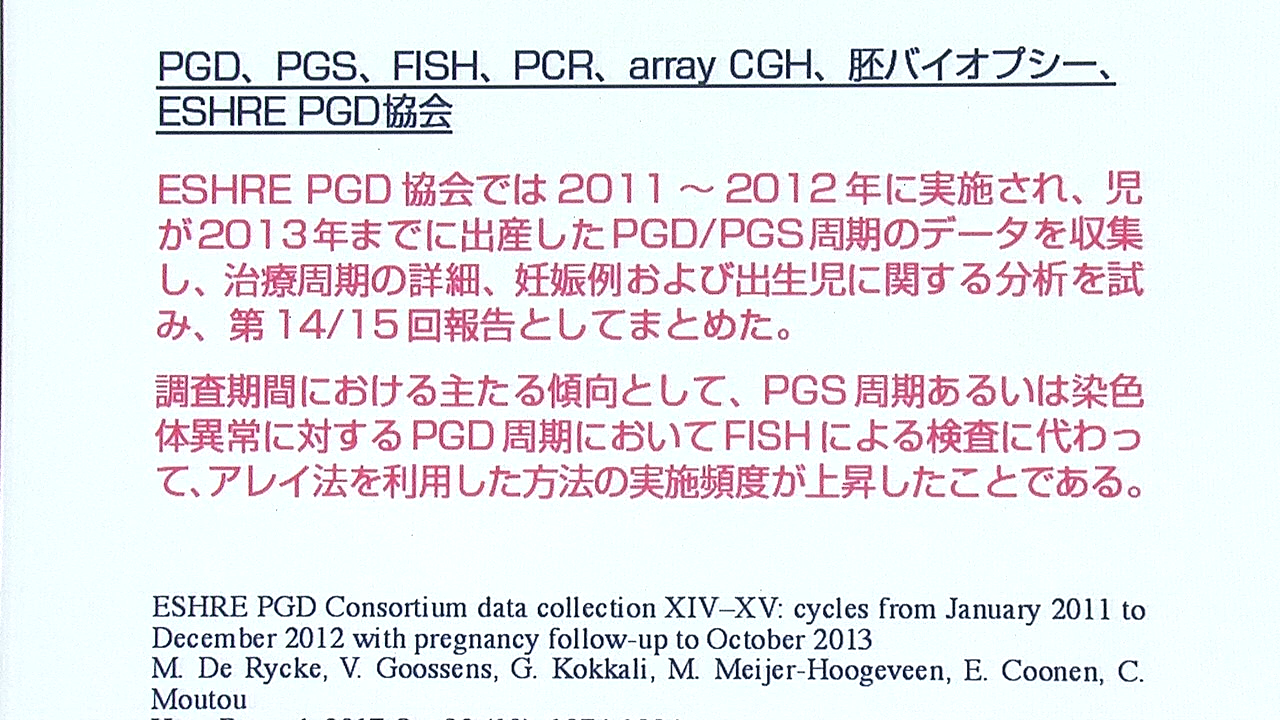 PGD、PGS、FISH、PCR、array CGH、胚バイオプシー、
ESHRE PGD協会
ESHRE PGD 協会では 2011 〜 2012 年に実施され、児
が2013年までに出産したPGD/PGS周期のデータを収集
し、治療周期の詳細、妊娠例および出生児に関する分析を試
み、第 14/15 回報告としてまとめた。
調査期間における主たる傾向として、PGS 周期あるいは染色
体異常に対する PGD 周期において FISH による検査に代わっ
て、アレイ法を利用した方法の実施頻度が上昇したことである。
ESHRE PGD Consortium data collection XIV–XV: cycles from January 2011 to
December 2012 with pregnancy follow-up to October 2013
M. De Rycke, V. Goossens, G. Kokkali, M. Meijer-Hoogeveen, E. Coonen, C.
Moutou